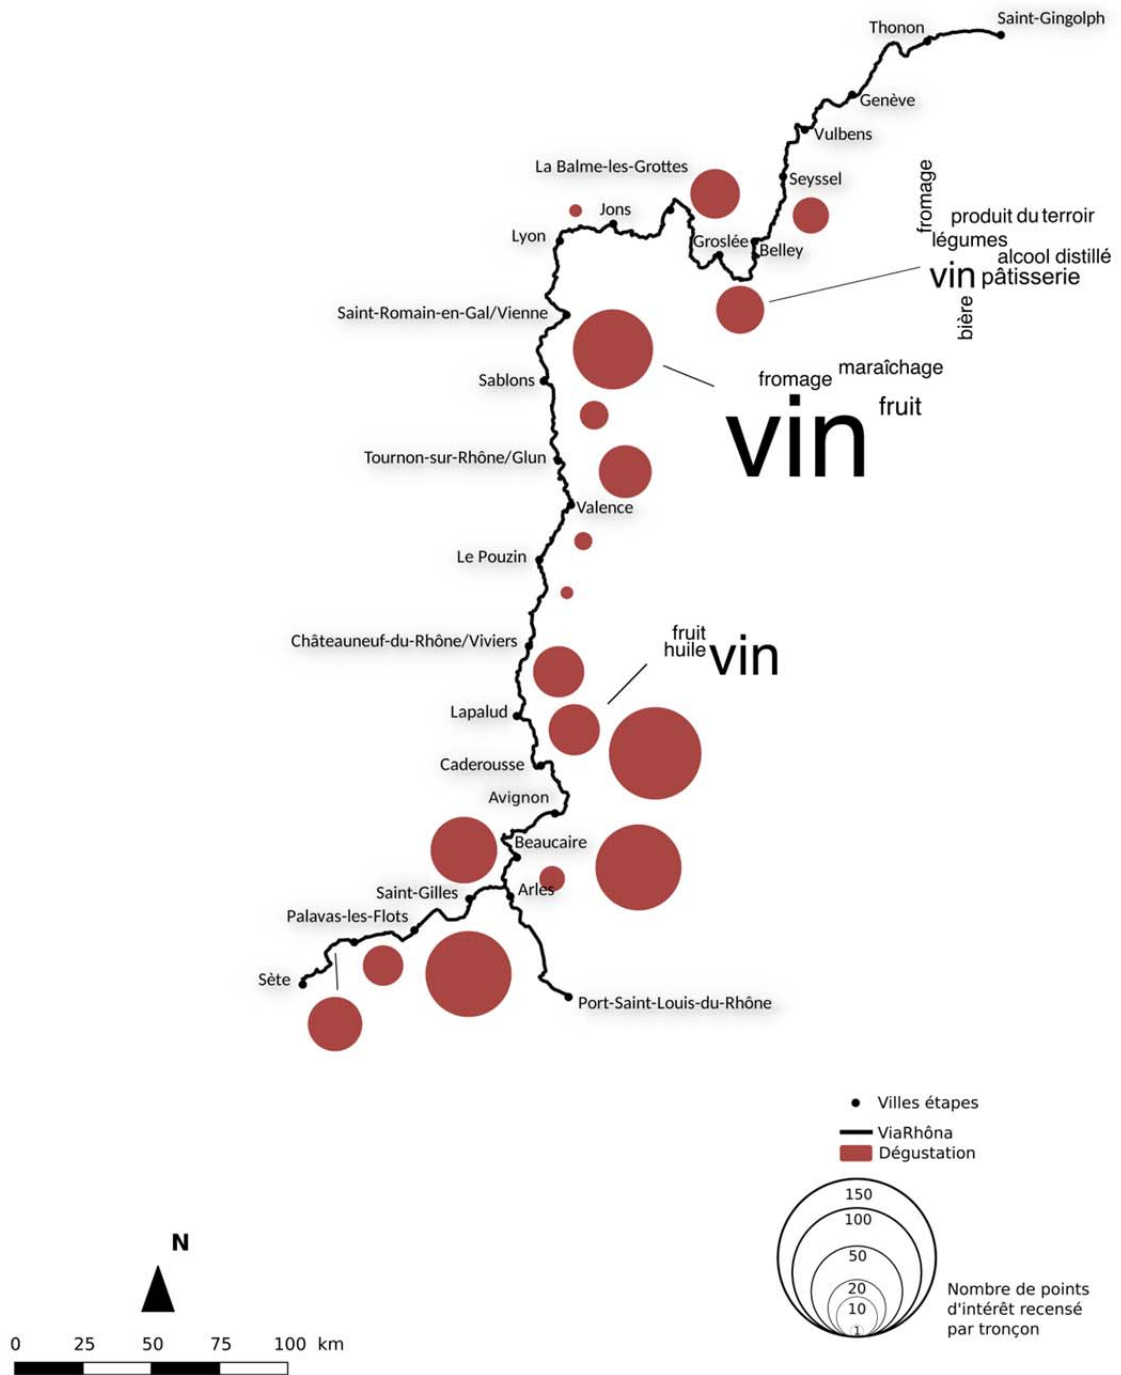 Saint-Gingolph
Thonon
Genève
Vulbens
La Balme-les-Grottes
Seyssel
fromage
Jons
produit du terroir
Lyon
Groslée
légumes
Belley
alcool distillé
vin pâtisserie
bière
Saint-Romain-en-Gal/Vienne
fromage
maraîchage
Sablons
vin
fruit
Tournon-sur-Rhône/Glun
Valence
Le Pouzin
Châteauneuf-du-Rhône/Viviers
fruit
huile
vin
Lapalud
Caderousse
Avignon
Beaucaire
Saint-Gilles
Arles
Palavas-les-Flots
Sète
Port-Saint-Louis-du-Rhône
Villes étapes
ViaRhôna
Dégustation
150
100
50
20
10
1
Nombre de points
d'intérêt recensé
par tronçon
N
0 25 50 75 100 km